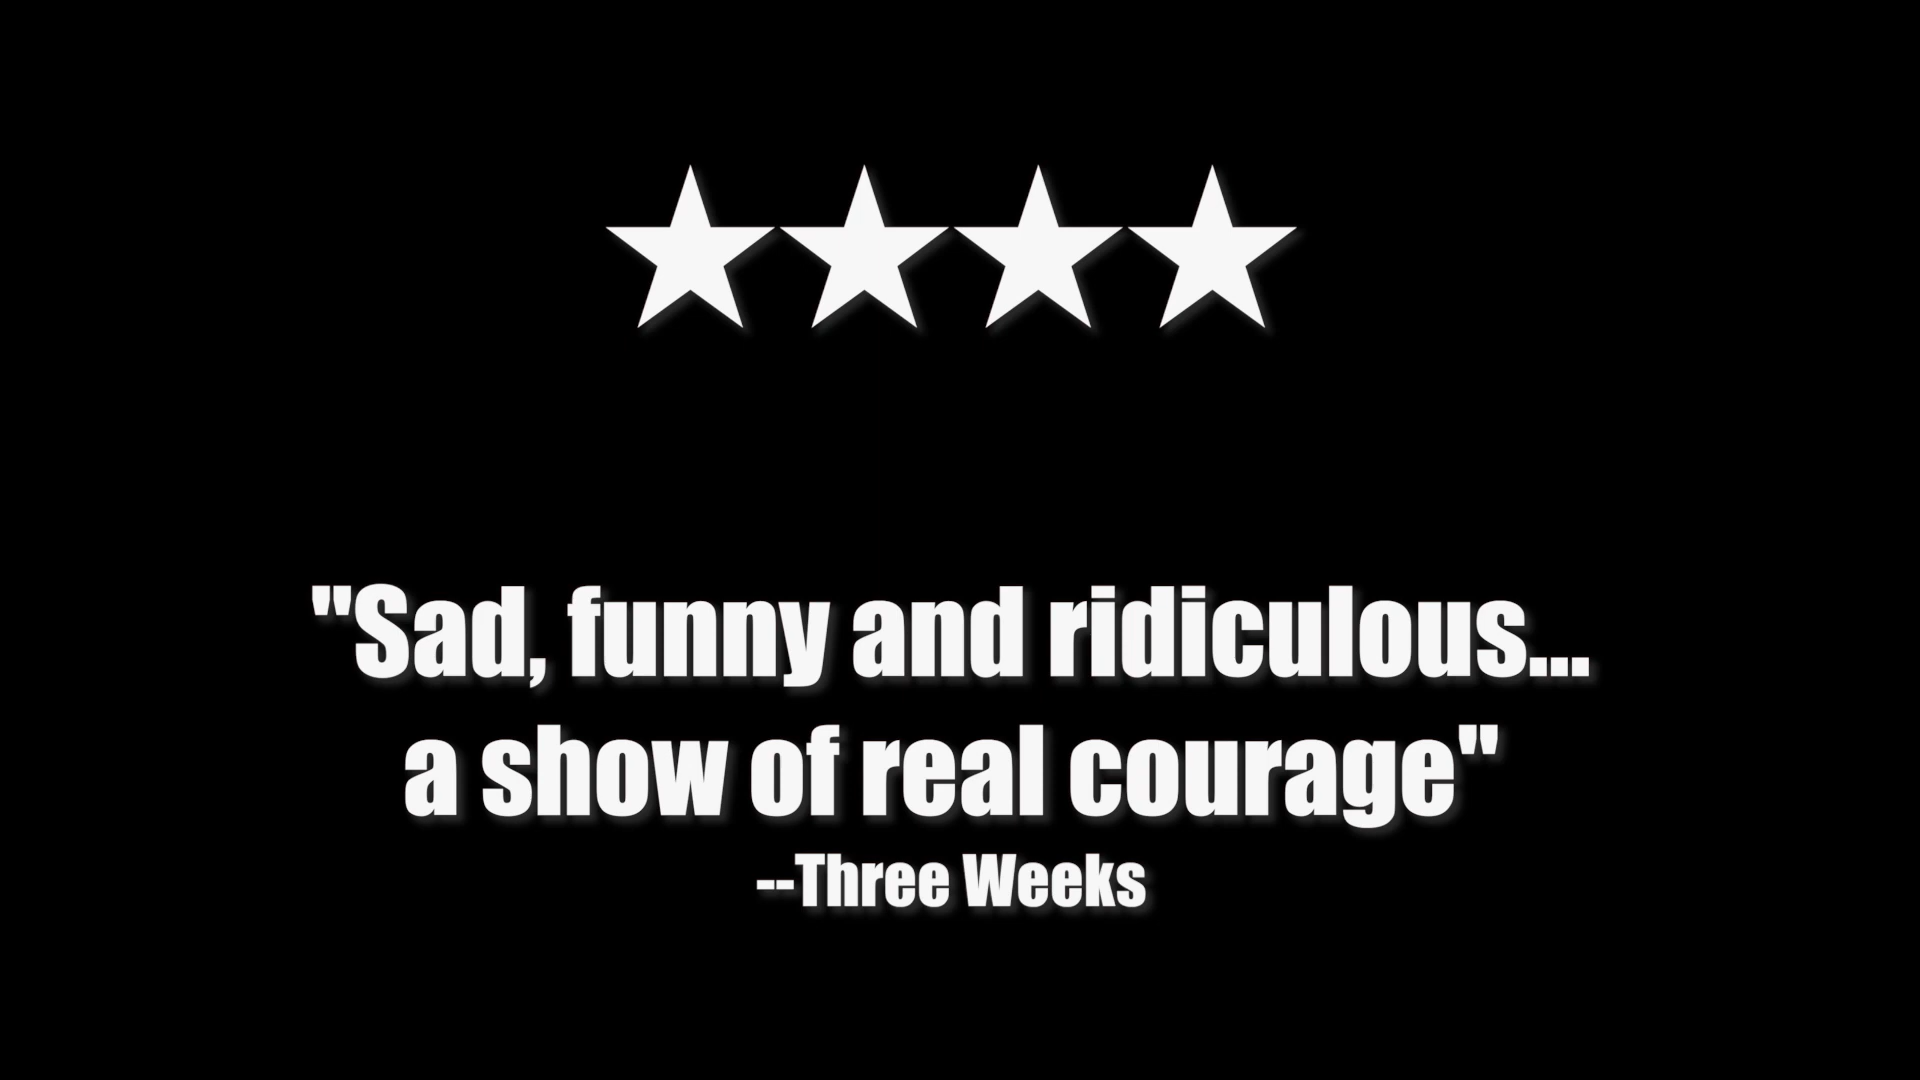 ★★★★
"Sad, funny and ridiculous...
a show of real courage"
--Three Weeks